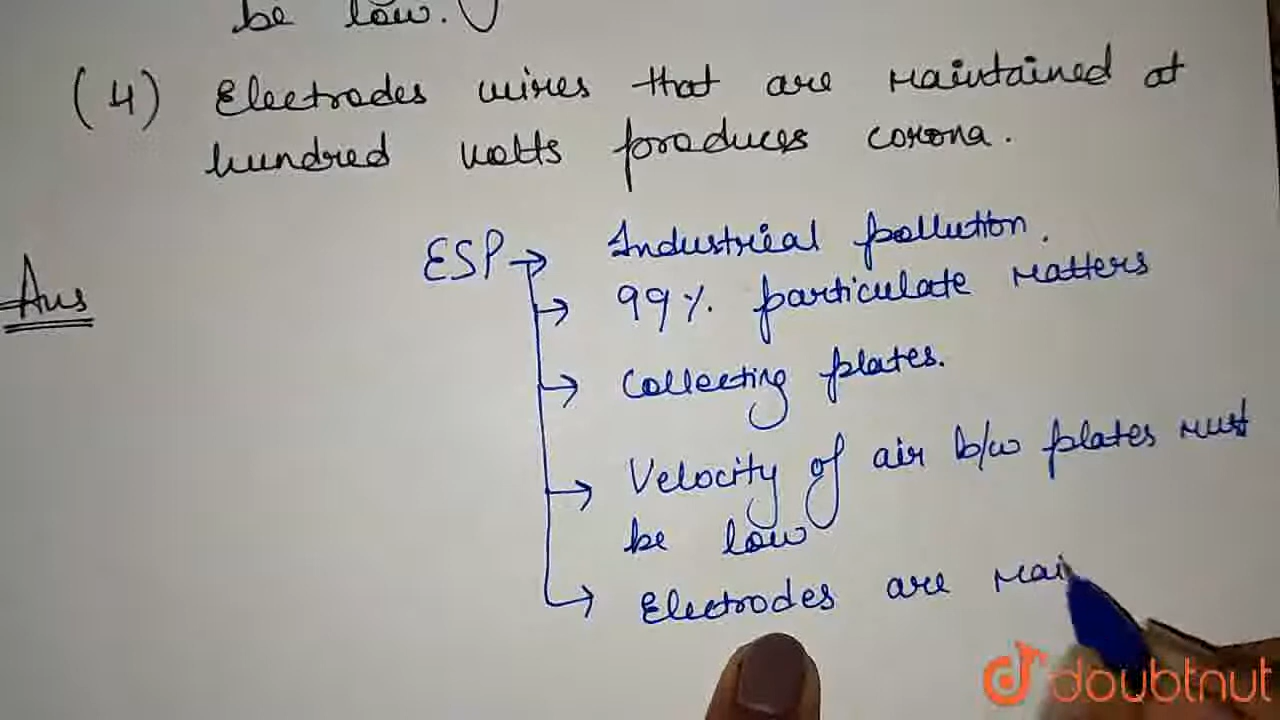 be low.
(4) Electrodes wires that are maintained at
hundred volts produces corona.
Ans
ESP → Industrial pollution.
→ 99%. particulate matters
→ Collecting plates.
→ Velocity of air b/w plates must
be low
→ Electrodes are mai
doubtnut